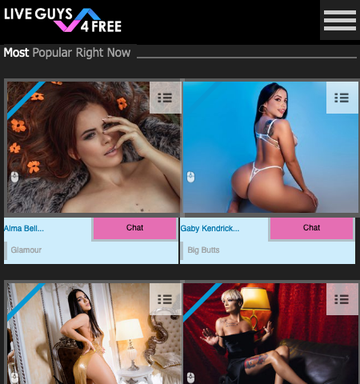 LIVE GUYS
4 FREE
Most Popular Right Now
Alma Bell...
Chat
Gaby Kendrick...
Chat
Glamour
Big Butts